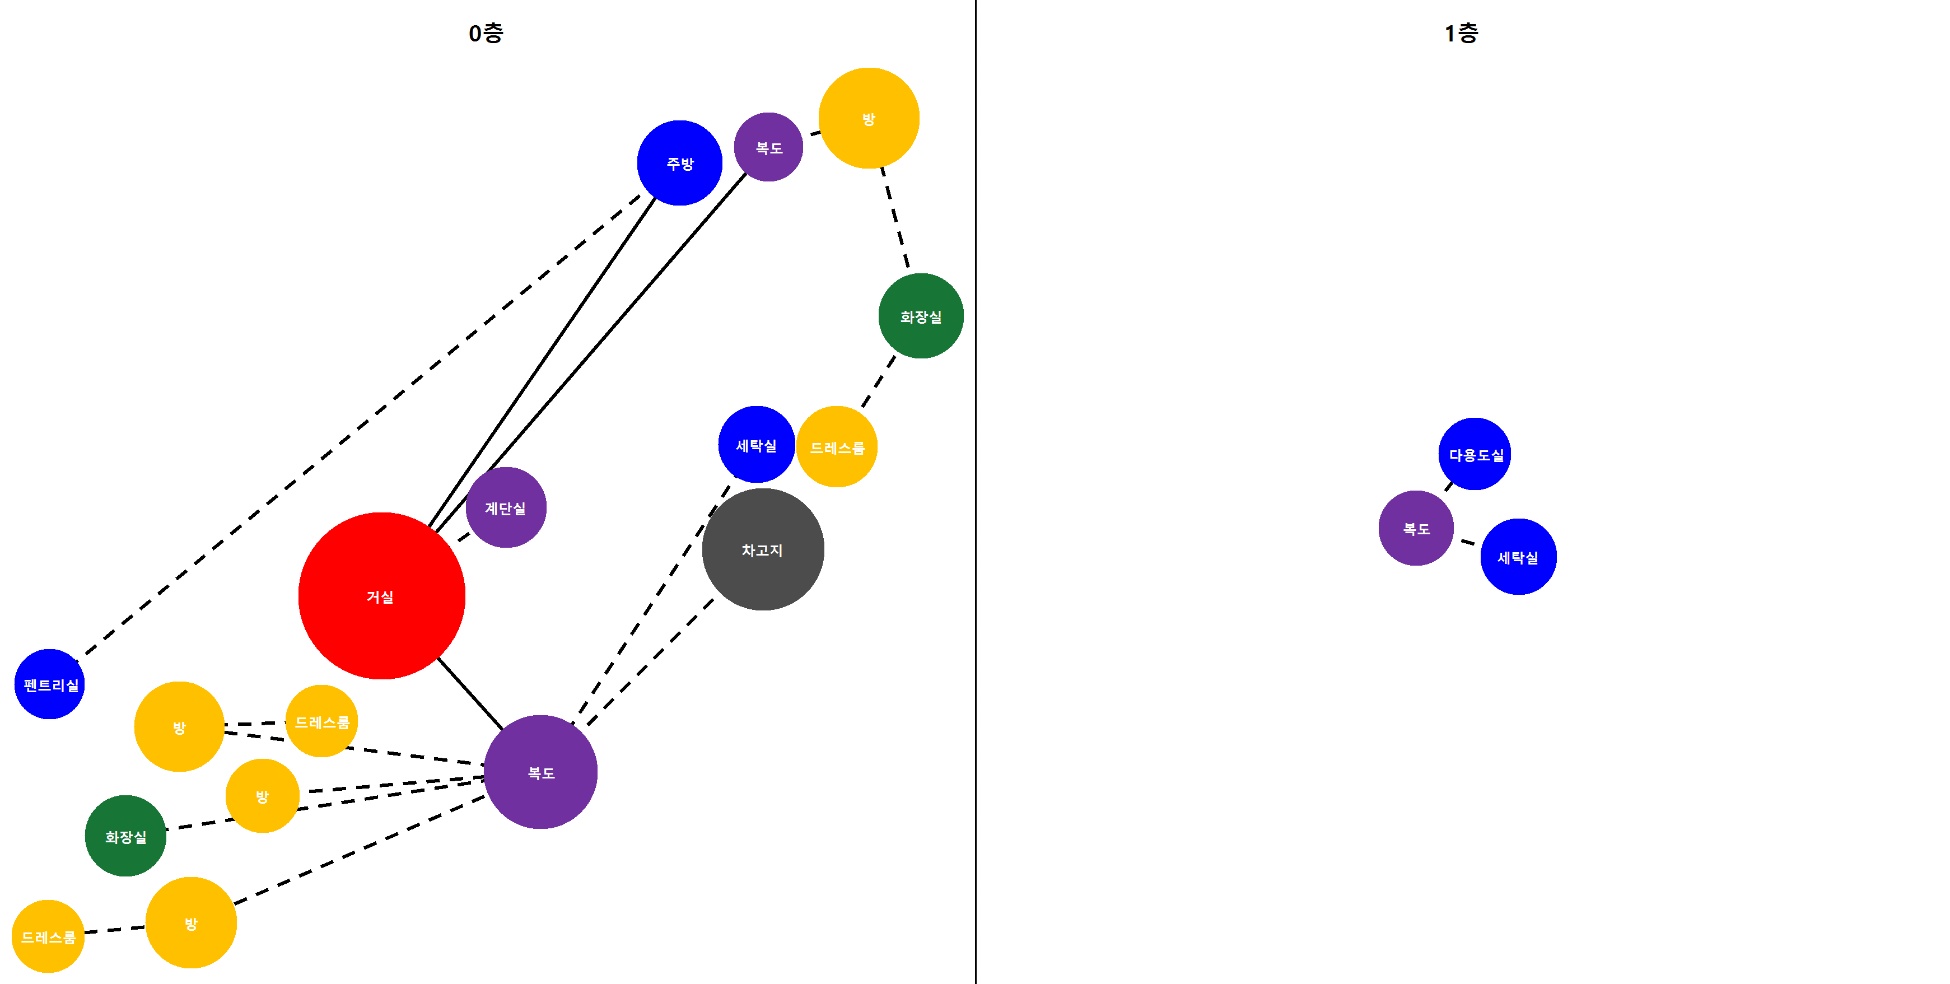 0층
방
복도
주방
화장실
세탁실
드레스룸
계단실
차고지
거실
펜트리실
드레스룸
방
복도
방
화장실
방
드레스룸
1층
다용도실
복도
세탁실